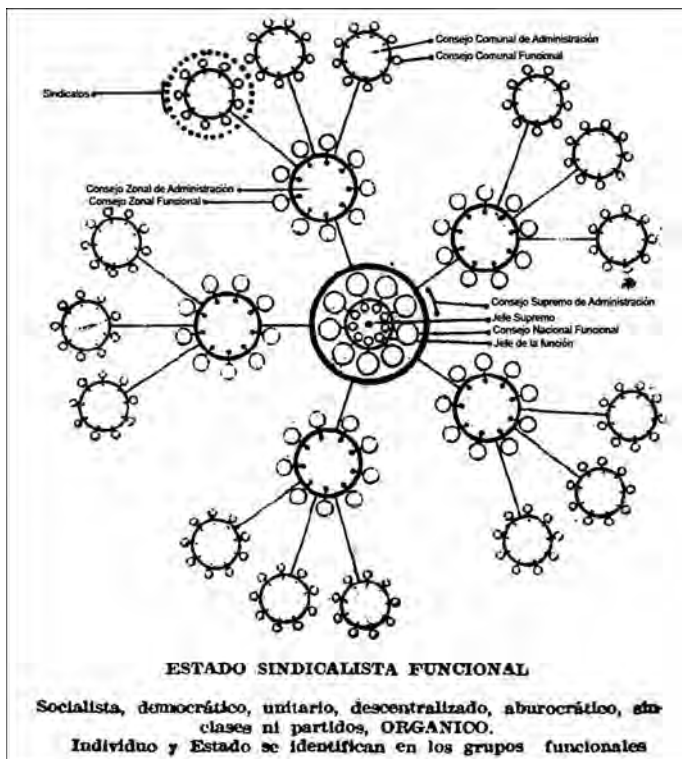 Consejo Comunal de Administración
Consejo Comunal Funcional
Sindicatos
Consejo Zonal de Administración
Consejo Zonal Funcional
Consejo Supremo de Administración
Jefe Supremo
Consejo Nacional Funcional
Jefe de la función
ESTADO SINDICALISTA FUNCIONAL
Socialista, democrático, unitario, descentralizado, aburocrático, sin
clases ni partidos, ORGANICO.
Individuo y Estado se identifican en los grupos funcionales